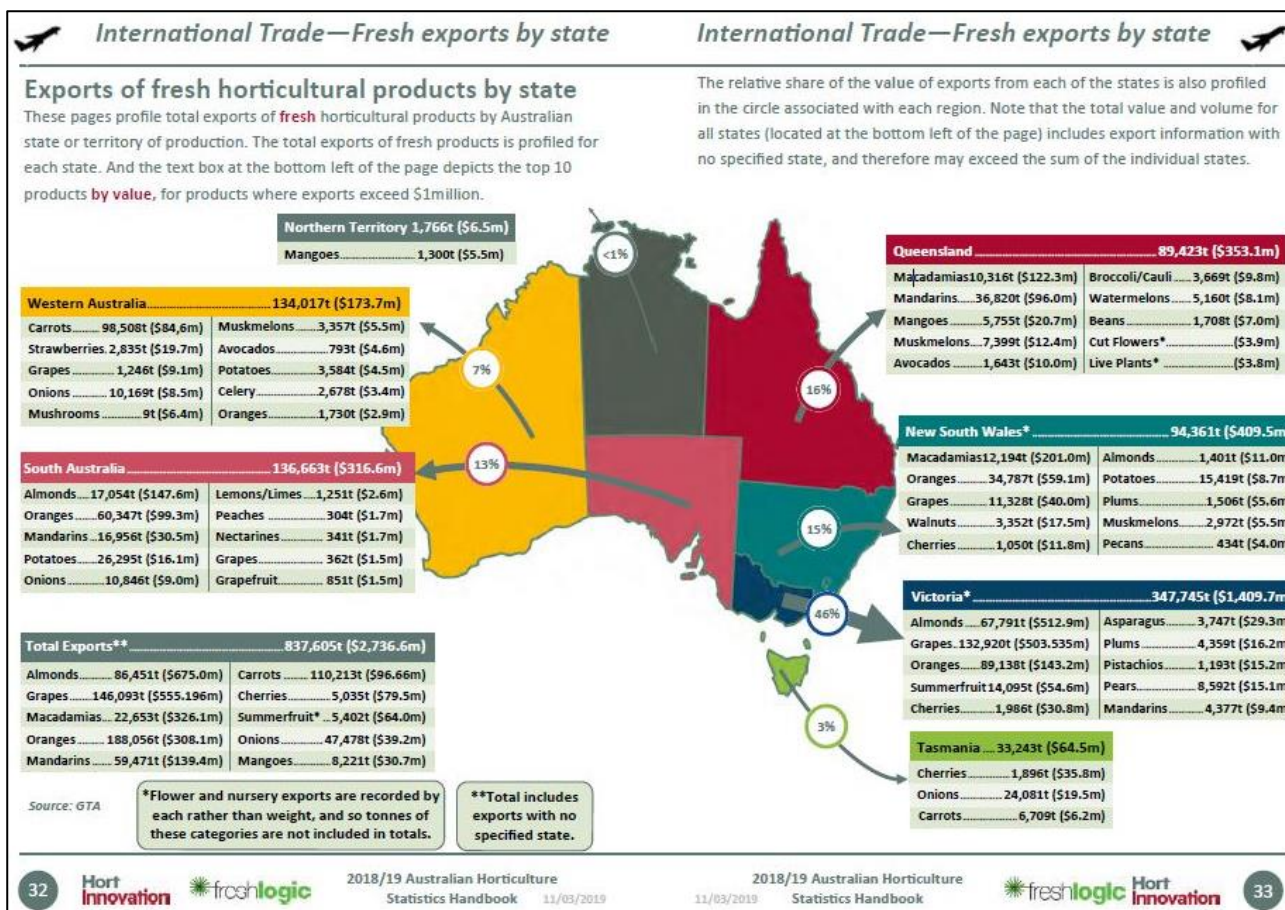 International Trade—Fresh exports by state
International Trade—Fresh exports by state
Exports of fresh horticultural products by state
These pages profile total exports of fresh horticultural products by Australian
state or territory of production. The total exports of fresh products is profiled for
each state. And the text box at the bottom left of the page depicts the top 10
products by value, for products where exports exceed $1million.
The relative share of the value of exports from each of the states is also profiled
in the circle associated with each region. Note that the total value and volume for
all states (located at the bottom left of the page) includes export information with
no specified state, and therefore may exceed the sum of the individual states.
Northern Territory 1,766t ($6.5m)
Mangoes 1,300t ($5.5m)
<1%
Western Australia 134,017t ($173.7m)
Carrots 98,508t ($84,6m)
Strawberries 2,835t ($19.7m)
Grapes 1,246t ($9.1m)
Onions 10,169t ($8.5m)
Mushrooms 9t ($6.4m)
Muskmelons 3,357t ($5.5m)
Avocados 793t ($4.6m)
Potatoes 3,584t ($4.5m)
Celery 2,678t ($3.4m)
Oranges 1,730t ($2.9m)
7%
South Australia 136,663t ($316.6m)
Almonds 17,054t ($147.6m)
Oranges 60,347t ($99.3m)
Mandarins 16,956t ($30.5m)
Potatoes 26,295t ($16.1m)
Onions 10,846t ($9.0m)
Lemons/Limes 1,251t ($2.6m)
Peaches 304t ($1.7m)
Nectarines 341t ($1.7m)
Grapes 362t ($1.5m)
Grapefruit 851t ($1.5m)
13%
Total Exports** 837,605t ($2,736.6m)
Almonds 86,451t ($675.0m)
Grapes 146,093t ($555.196m)
Macadamias 22,653t ($326.1m)
Oranges 188,056t ($308.1m)
Mandarins 59,471t ($139.4m)
Carrots 110,213t ($96.66m)
Cherries 5,035t ($79.5m)
Summerfruit* 5,402t ($64.0m)
Onions 47,478t ($39.2m)
Mangoes 8,221t ($30.7m)
Source: GTA
*Flower and nursery exports are recorded by
each rather than weight, and so tonnes of
these categories are not included in totals.
**Total includes
exports with no
specified state.
Queensland 89,423t ($353.1m)
Macadamias10,316t ($122.3m)
Mandarins 36,820t ($96.0m)
Mangoes 5,755t ($20.7m)
Muskmelons 7,399t ($12.4m)
Avocados 1,643t ($10.0m)
Broccoli/Cauli 3,669t ($9.8m)
Watermelons 5,160t ($8.1m)
Beans 1,708t ($7.0m)
Cut Flowers* ($3.9m)
Live Plants* ($3.8m)
16%
New South Wales* 94,361t ($409.5m
Macadamias12,194t ($201.0m)
Oranges 34,787t ($59.1m)
Grapes 11,328t ($40.0m)
Walnuts 3,352t ($17.5m)
Cherries 1,050t ($11.8m)
Almonds 1,401t ($11.0m
Potatoes 15,419t ($8.7m
Plums 1,506t ($5.6m
Muskmelons 2,972t ($5.5m
Pecans 434t ($4.0m
15%
Victoria* 347,745t ($1,409.7m
Almonds 67,791t ($512.9m)
Grapes 132,920t ($503.535m)
Oranges 89,138t ($143.2m)
Summerfruit14,095t ($54.6m)
Cherries 1,986t ($30.8m)
Asparagus 3,747t ($29.3m
Plums 4,359t ($16.2m
Pistachios 1,193t ($15.2m
Pears 8,592t ($15.1m
Mandarins 4,377t ($9.4m
46%
Tasmania 33,243t ($64.5m)
Cherries 1,896t ($35.8m)
Onions 24,081t ($19.5m)
Carrots 6,709t ($6.2m)
3%
32
Hort
Innovation
freshlogic
2018/19 Australian Horticulture
Statistics Handbook 11/03/2019
2018/19 Australian Horticulture
11/03/2019 Statistics Handbook
freshlogic
Hort
Innovation
33